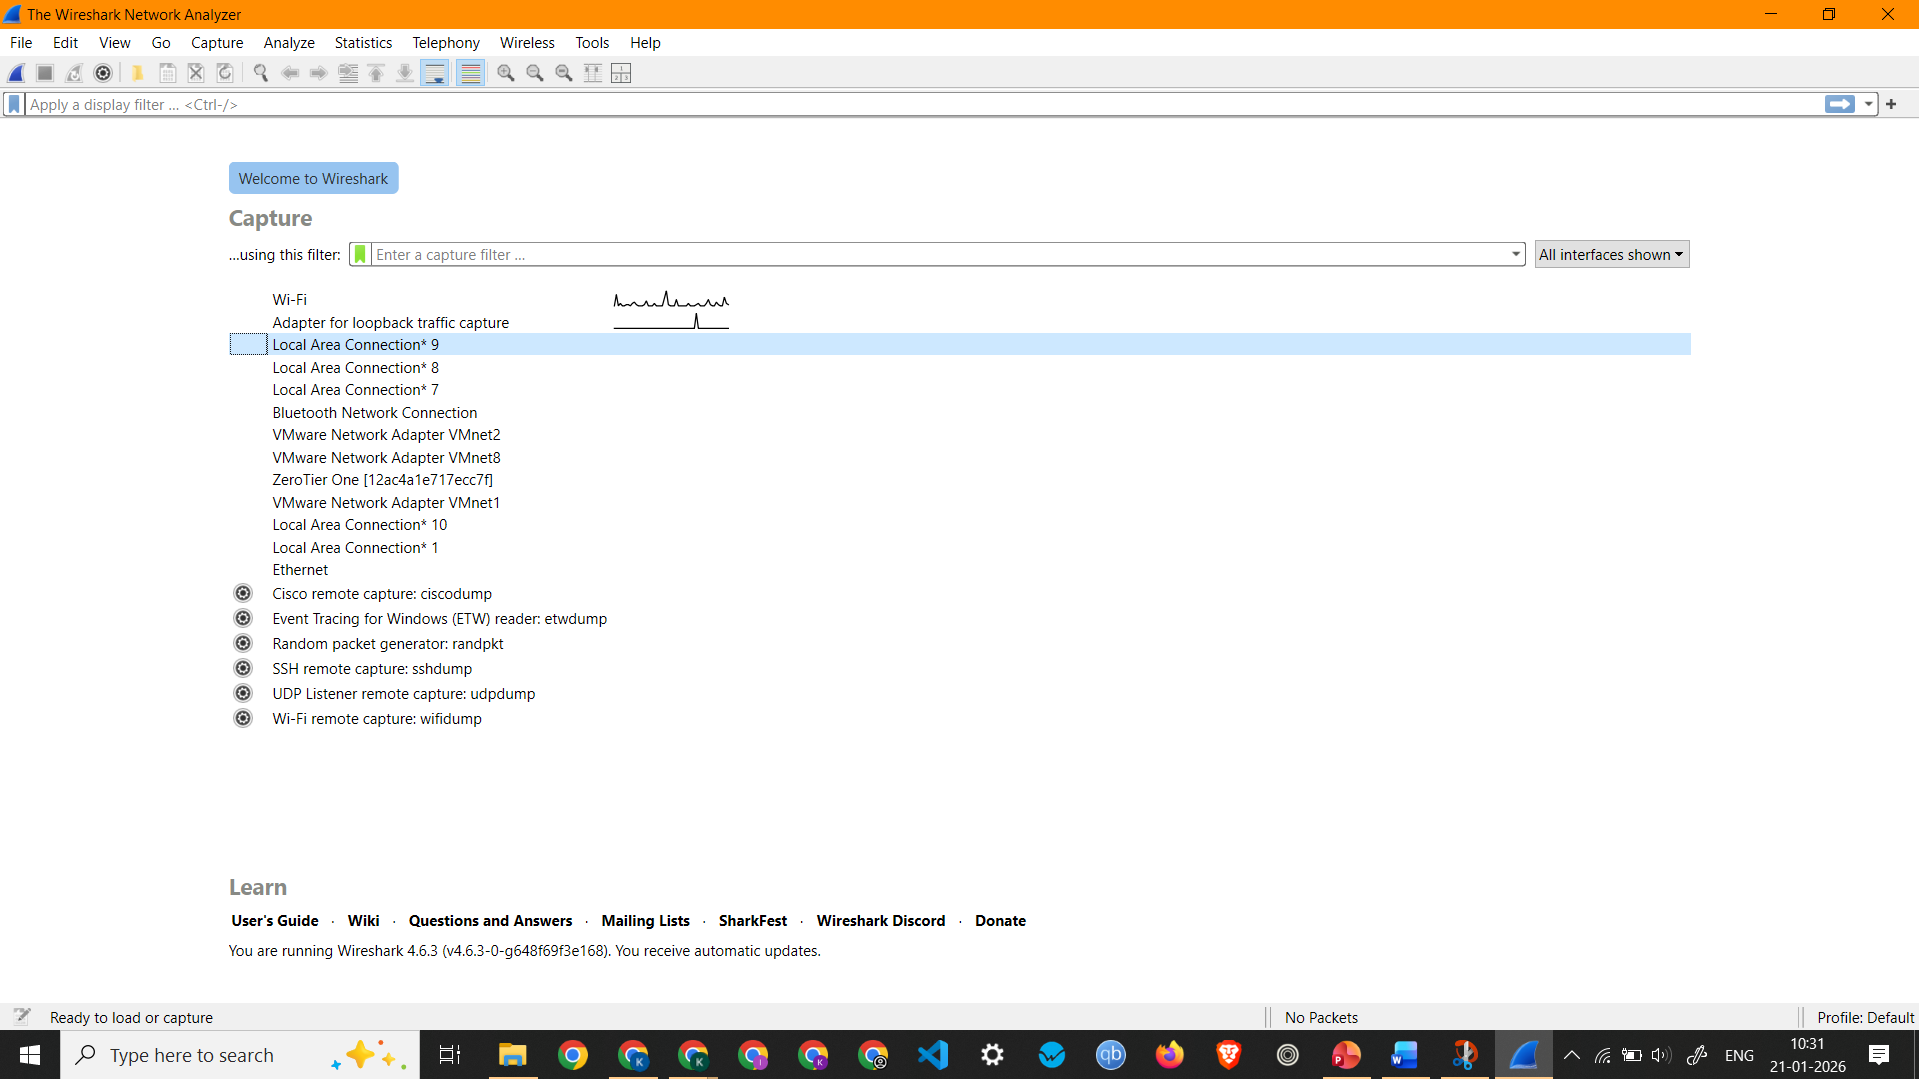 The Wireshark Network Analyzer
File Edit View Go Capture Analyze Statistics Telephony Wireless Tools Help
Apply a display filter ... <Ctrl-/>
Welcome to Wireshark
Capture
...using this filter: Enter a capture filter ... All interfaces shown
Wi-Fi
Adapter for loopback traffic capture
Local Area Connection* 9
Local Area Connection* 8
Local Area Connection* 7
Bluetooth Network Connection
VMware Network Adapter VMnet2
VMware Network Adapter VMnet8
ZeroTier One [12ac4a1e717ecc7f]
VMware Network Adapter VMnet1
Local Area Connection* 10
Local Area Connection* 1
Ethernet
Cisco remote capture: ciscodump
Event Tracing for Windows (ETW) reader: etwdump
Random packet generator: randpkt
SSH remote capture: sshdump
UDP Listener remote capture: udpdump
Wi-Fi remote capture: wifidump
Learn
User's Guide · Wiki · Questions and Answers · Mailing Lists · SharkFest · Wireshark Discord · Donate
You are running Wireshark 4.6.3 (v4.6.3-0-g648f69f3e168). You receive automatic updates.
Ready to load or capture No Packets Profile: Default
Type here to search K K I K qb P W ENG 10:31
21-01-2026